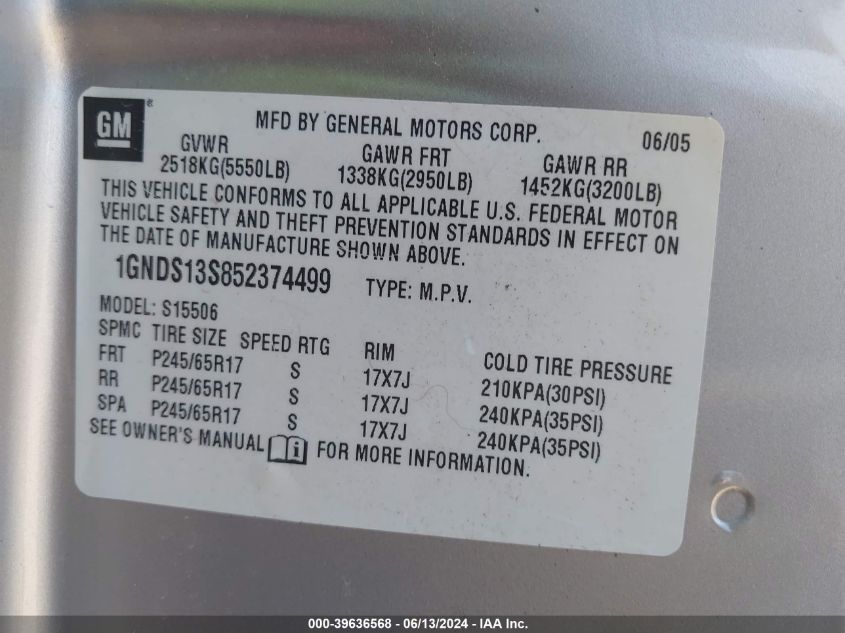 GM®
MFD BY GENERAL MOTORS CORP. 06/05
GVWR GAWR FRT GAWR RR
2518KG(5550LB) 1338KG(2950LB) 1452KG(3200LB)
THIS VEHICLE CONFORMS TO ALL APPLICABLE U.S. FEDERAL MOTOR
VEHICLE SAFETY AND THEFT PREVENTION STANDARDS IN EFFECT ON
THE DATE OF MANUFACTURE SHOWN ABOVE.
1GNDS13S852374499 TYPE: M.P.V.
MODEL: S15506
SPMC TIRE SIZE SPEED RTG RIM COLD TIRE PRESSURE
FRT P245/65R17 S 17X7J 210KPA(30PSI)
RR P245/65R17 S 17X7J 240KPA(35PSI)
SPA P245/65R17 S 17X7J 240KPA(35PSI)
SEE OWNER'S MANUAL i FOR MORE INFORMATION.
000-39636568 - 06/13/2024 - IAA Inc.